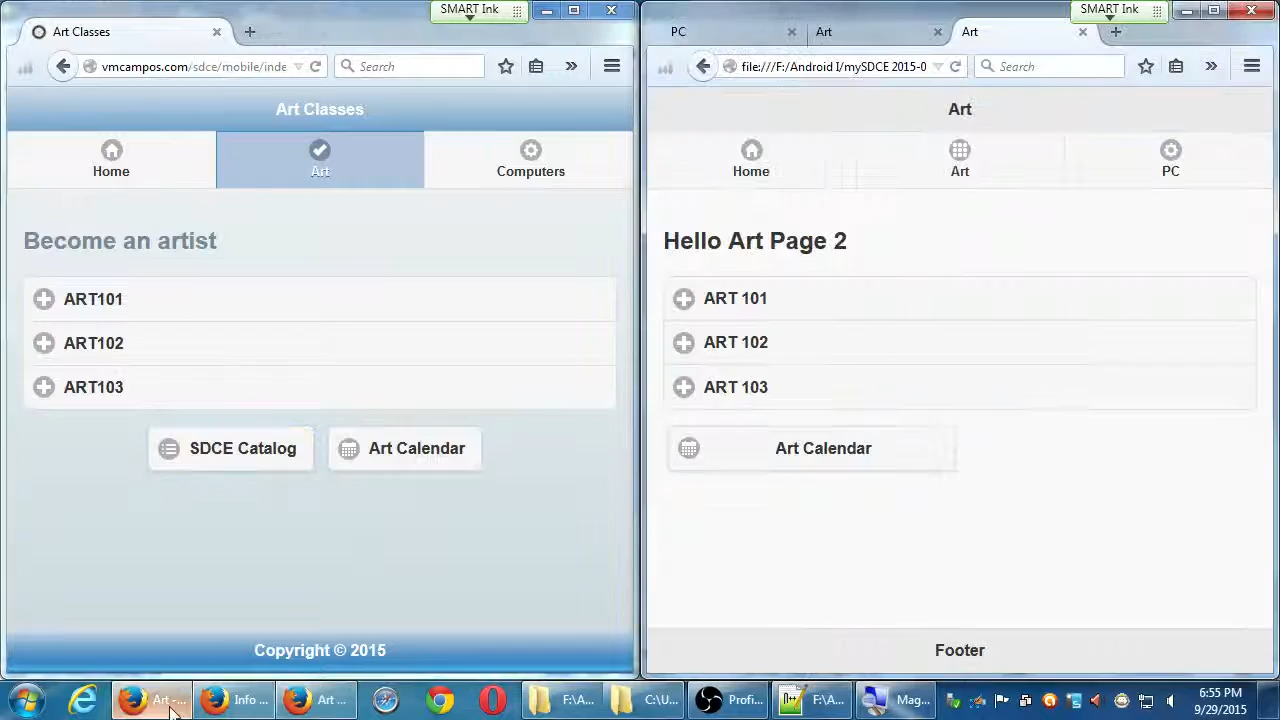 SMART Ink
Art Classes
vmcampos.com/sdce/mobile/inde
Search
Art Classes
Home
Art
Computers
Become an artist
ART101
ART102
ART103
SDCE Catalog
Art Calendar
Copyright © 2015
SMART Ink
PC
Art
Art
file:///F:/Android I/mySDCE 2015-0
Search
Art
Home
Art
PC
Hello Art Page 2
ART 101
ART 102
ART 103
Art Calendar
Footer
Art -...
Info ...
Art ...
F:\A...
C:\U...
Profi...
F:\A...
Mag...
6:55 PM
9/29/2015